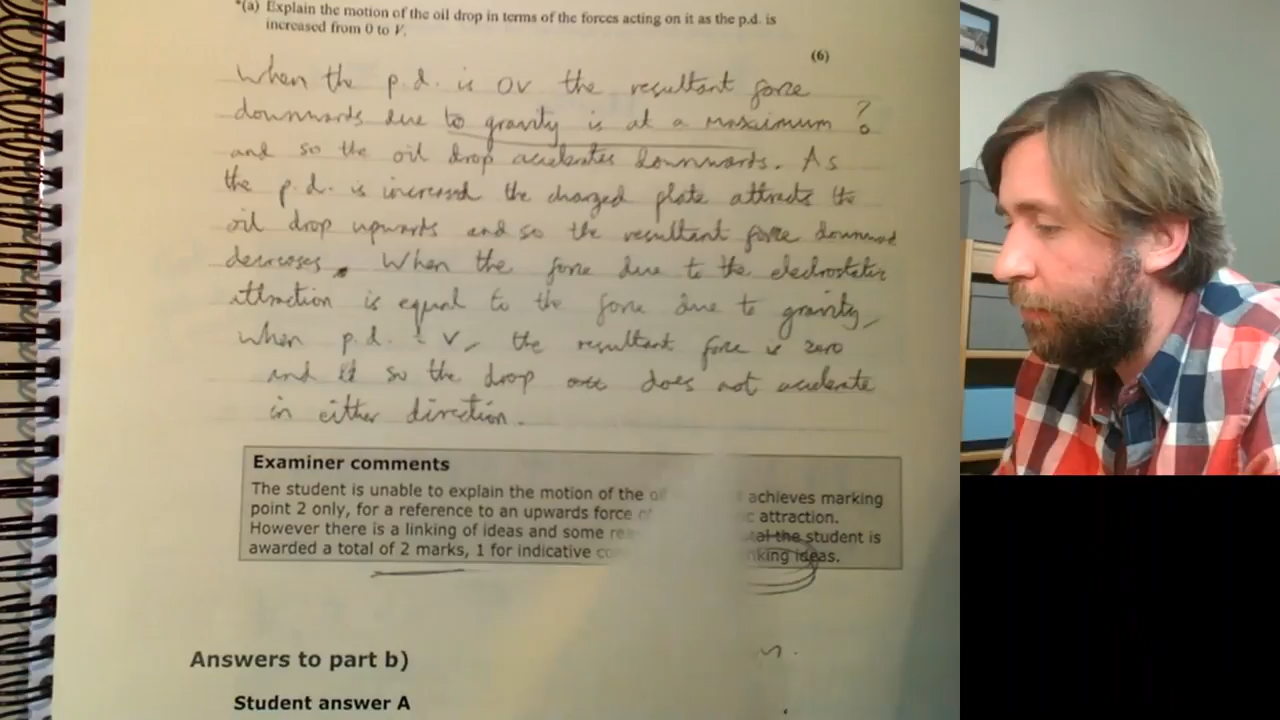 *(a) Explain the motion of the oil drop in terms of the forces acting on it as the p.d. is
increased from 0 to V.
(6)
When the p.d. is 0V the resultant force
downwards due to gravity is at a maximum ?
and so the oil drop accelerates downwards. As
the p.d. is increased the charged plate attracts the
oil drop upwards and so the resultant force downward
decreases. When the force due to the electrostatic
attraction is equal to the force due to gravity,
when p.d. = V, the resultant force is zero
and so the drop does not accelerate
in either direction.
Examiner comments
The student is unable to explain the motion of the achieves marking
point 2 only, for a reference to an upwards force attraction.
However there is a linking of ideas and some the student is
awarded a total of 2 marks, 1 for indicative ideas.
Answers to part b)
Student answer A